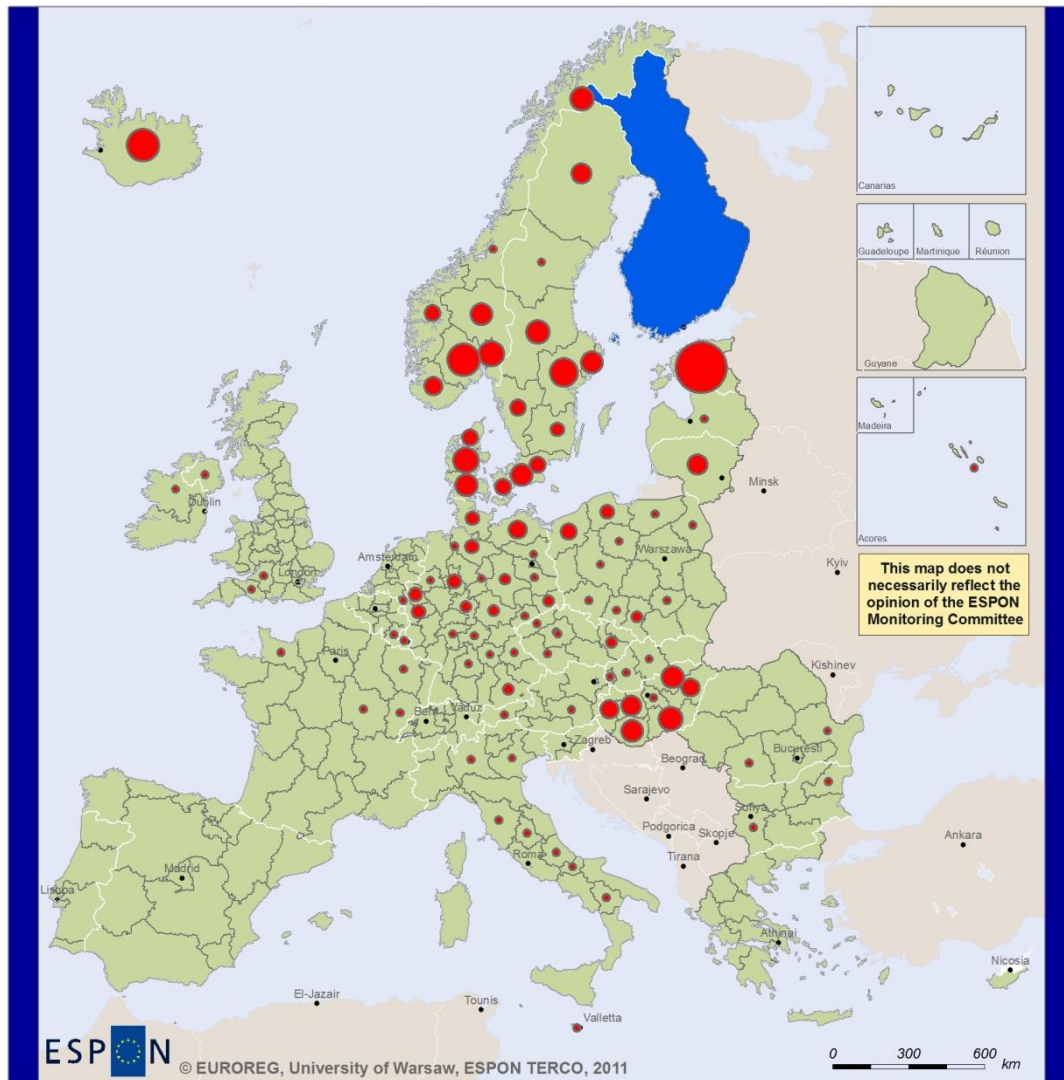 Canarias
Guadeloupe
Martinique
Réunion
Guyane
Madeira
Acores
This map does not
necessarily reflect the
opinion of the ESPON
Monitoring Committee
Minsk
Dublin
Amsterdam
Warszawa
London
Kyiv
Paris
Kishinev
Bern
Vaduz
Zagreb
Bucuresti
Beograd
Sarajevo
Sofiya
Podgorica
Skopje
Ankara
Roma
Tirana
Madrid
Lisboa
Athinai
Nicosia
El-Jazair
Tounis
Valletta
ESPON
© EUROREG, University of Warsaw, ESPON TERCO, 2011
0 300 600
km